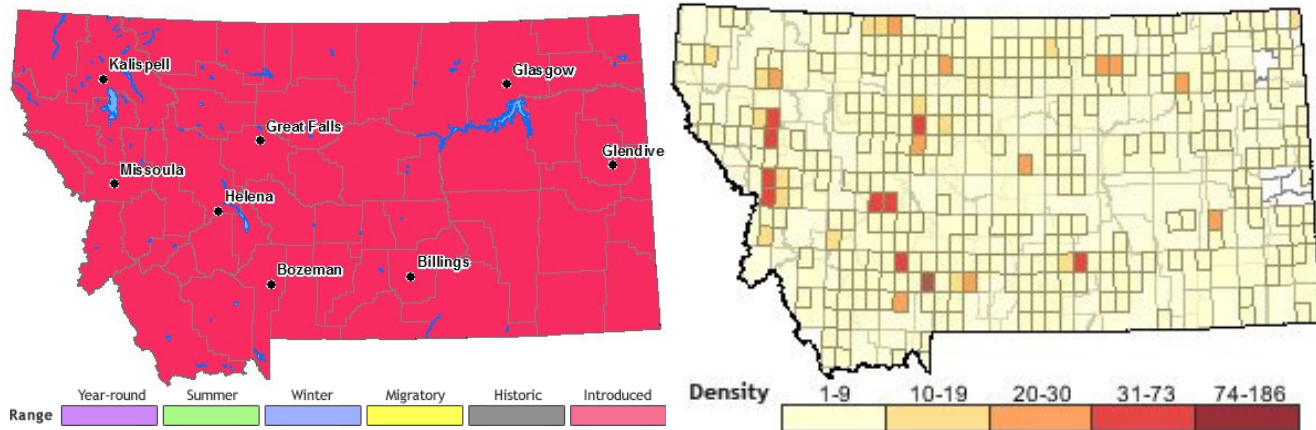 Kalispell
Glasgow
Great Falls
Glendive
Missoula
Helena
Bozeman
Billings
Year-round Summer Winter Migratory Historic Introduced
Range
Density 1-9 10-19 20-30 31-73 74-186